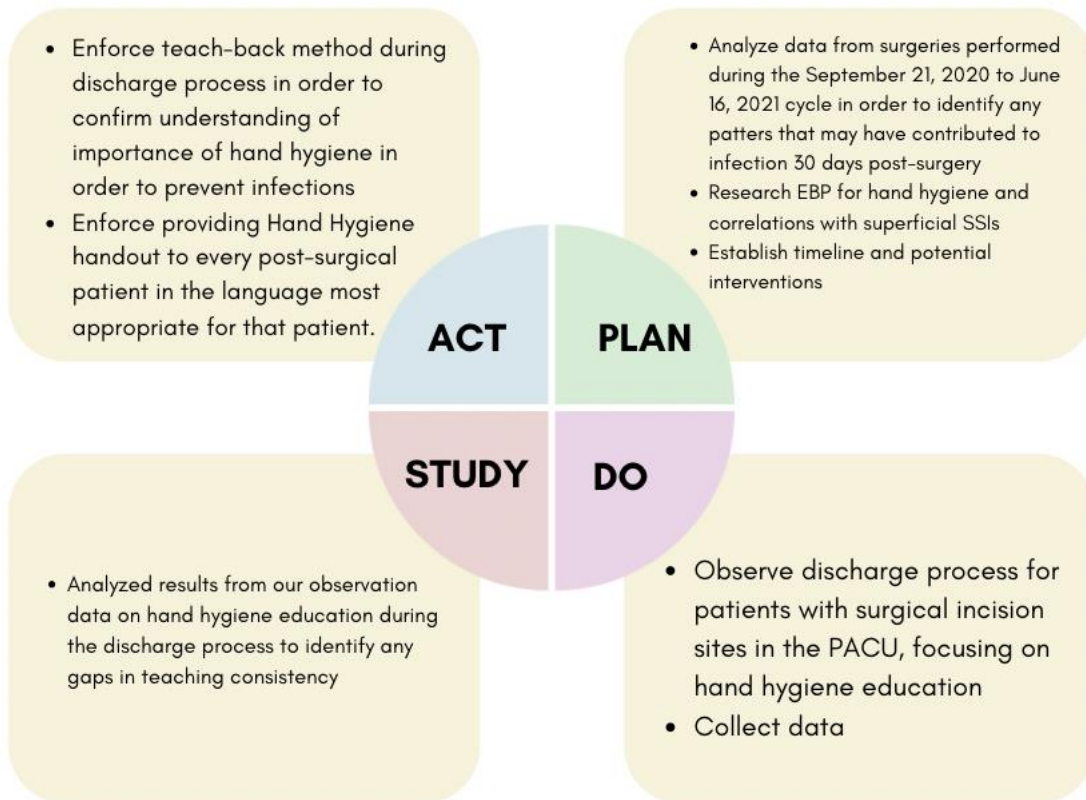 • Enforce teach-back method during
discharge process in order to
confirm understanding of
importance of hand hygiene in
order to prevent infections
• Enforce providing Hand Hygiene
handout to every post-surgical
patient in the language most
appropriate for that patient.
• Analyze data from surgeries performed
during the September 21, 2020 to June
16, 2021 cycle in order to identify any
patters that may have contributed to
infection 30 days post-surgery
• Research EBP for hand hygiene and
correlations with superficial SSIs
• Establish timeline and potential
interventions
ACT
PLAN
STUDY
DO
• Analyzed results from our observation
data on hand hygiene education during
the discharge process to identify any
gaps in teaching consistency
• Observe discharge process for
patients with surgical incision
sites in the PACU, focusing on
hand hygiene education
• Collect data